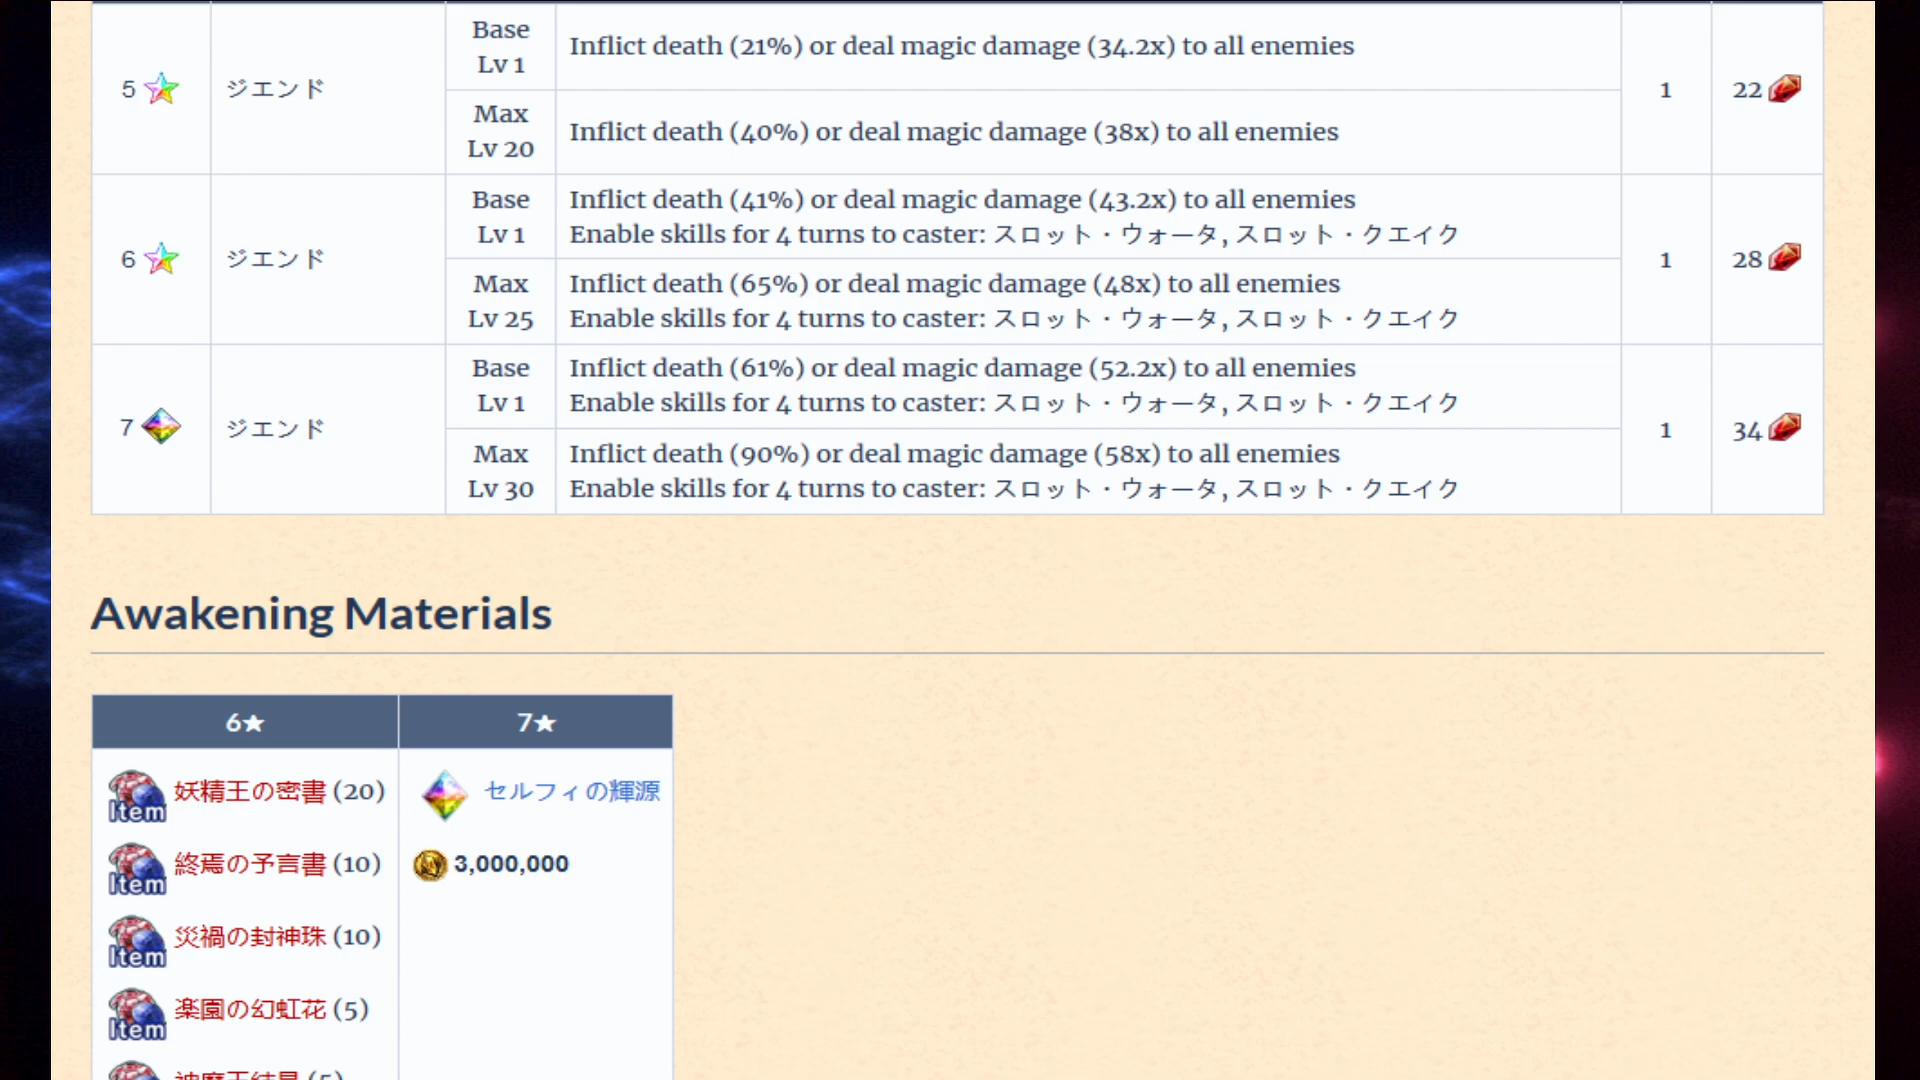 5 ジエンド
Base Lv 1
Inflict death (21%) or deal magic damage (34.2x) to all enemies
Max Lv 20
Inflict death (40%) or deal magic damage (38x) to all enemies
1
22
6 ジエンド
Base Lv 1
Inflict death (41%) or deal magic damage (43.2x) to all enemies
Enable skills for 4 turns to caster: スロット・ウォータ, スロット・クエイク
Max Lv 25
Inflict death (65%) or deal magic damage (48x) to all enemies
Enable skills for 4 turns to caster: スロット・ウォータ, スロット・クエイク
1
28
7 ジエンド
Base Lv 1
Inflict death (61%) or deal magic damage (52.2x) to all enemies
Enable skills for 4 turns to caster: スロット・ウォータ, スロット・クエイク
Max Lv 30
Inflict death (90%) or deal magic damage (58x) to all enemies
Enable skills for 4 turns to caster: スロット・ウォータ, スロット・クエイク
1
34
Awakening Materials
6★
7★
Item 妖精王の密書 (20)
Item 終焉の予言書 (10)
Item 災禍の封神珠 (10)
Item 楽園の幻虹花 (5)
セルフィの輝源
3,000,000